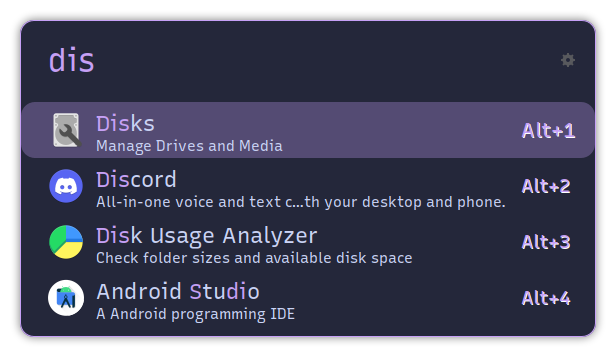 dis
Disks Alt+1
Manage Drives and Media
Discord Alt+2
All-in-one voice and text c...th your desktop and phone.
Disk Usage Analyzer Alt+3
Check folder sizes and available disk space
Android Studio Alt+4
A Android programming IDE